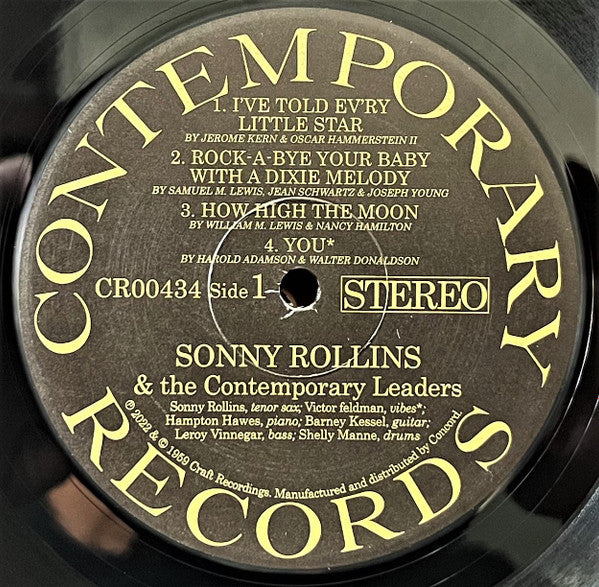 CONTEMPORARY
1. I'VE TOLD EV'RY
LITTLE STAR
BY JEROME KERN & OSCAR HAMMERSTEIN II
2. ROCK-A-BYE YOUR BABY
WITH A DIXIE MELODY
BY SAMUEL M. LEWIS, JEAN SCHWARTZ & JOSEPH YOUNG
3. HOW HIGH THE MOON
BY WILLIAM M. LEWIS & NANCY HAMILTON
4. YOU*
BY HAROLD ADAMSON & WALTER DONALDSON
CR00434 Side 1 STEREO
SONNY ROLLINS
& the Contemporary Leaders
Sonny Rollins, tenor sax; Victor feldman, vibes*;
Hampton Hawes, piano; Barney Kessel, guitar;
Leroy Vinnegar, bass; Shelly Manne, drums
℗ 2022 & © 1959 Craft Recordings. Manufactured and distributed by Concord.
RECORDS